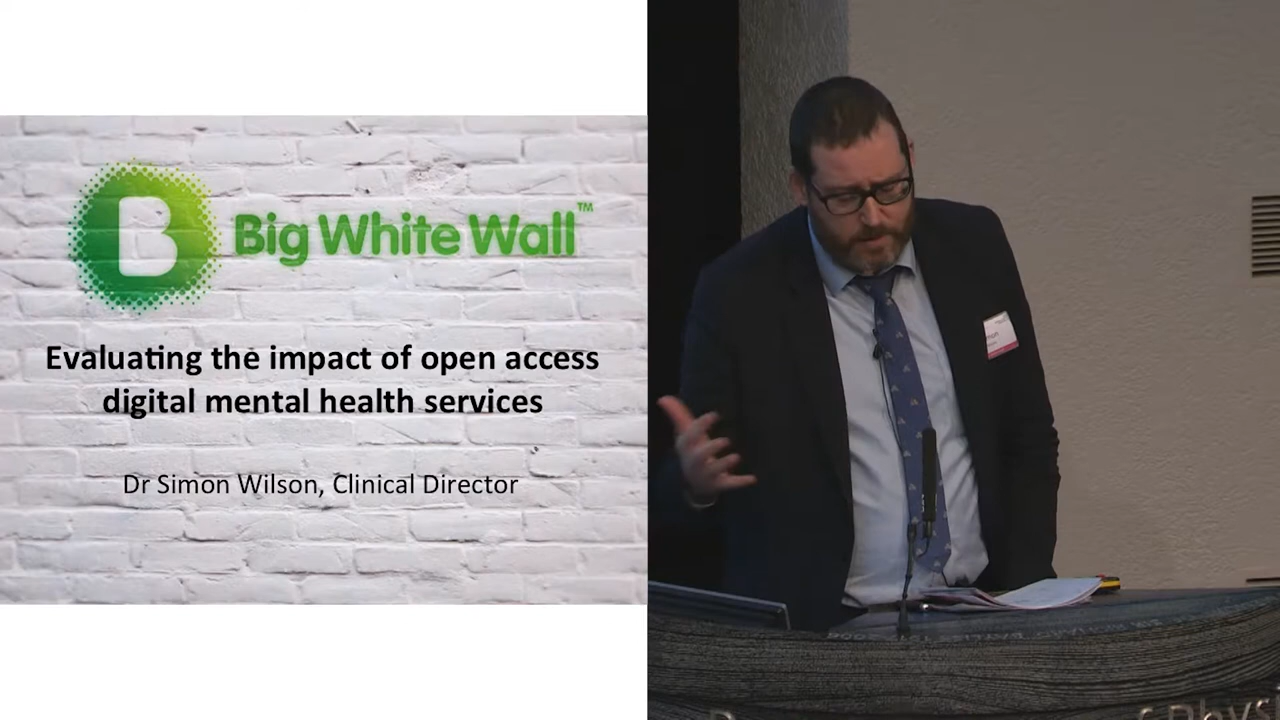 B
Big White Wall™
Evaluating the impact of open access
digital mental health services
Dr Simon Wilson, Clinical Director